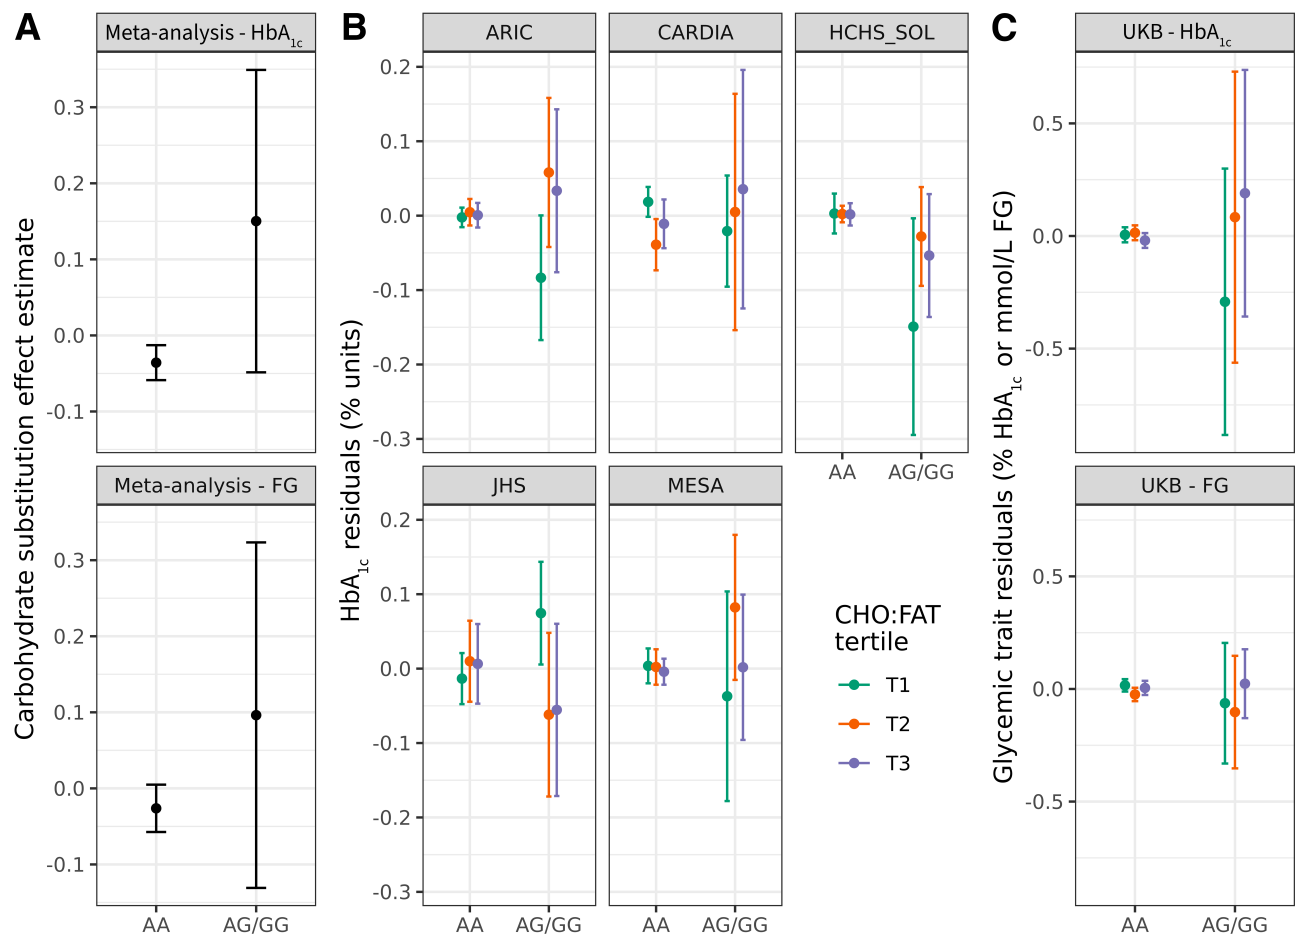 A
Meta-analysis - HbA1c
0.3
0.2
0.1
0.0
-0.1
Meta-analysis - FG
0.3
0.2
0.1
0.0
-0.1
AA
AG/GG
Carbohydrate substitution effect estimate
B
ARIC
CARDIA
HCHS_SOL
0.2
0.1
0.0
-0.1
-0.2
-0.3
AA
AG/GG
JHS
MESA
0.2
0.1
0.0
-0.1
-0.2
-0.3
AA
AG/GG
AA
AG/GG
HbA1c residuals (% units)
CHO:FAT
tertile
T1
T2
T3
C
UKB - HbA1c
0.5
0.0
-0.5
UKB - FG
0.5
0.0
-0.5
AA
AG/GG
Glycemic trait residuals (% HbA1c or mmol/L FG)